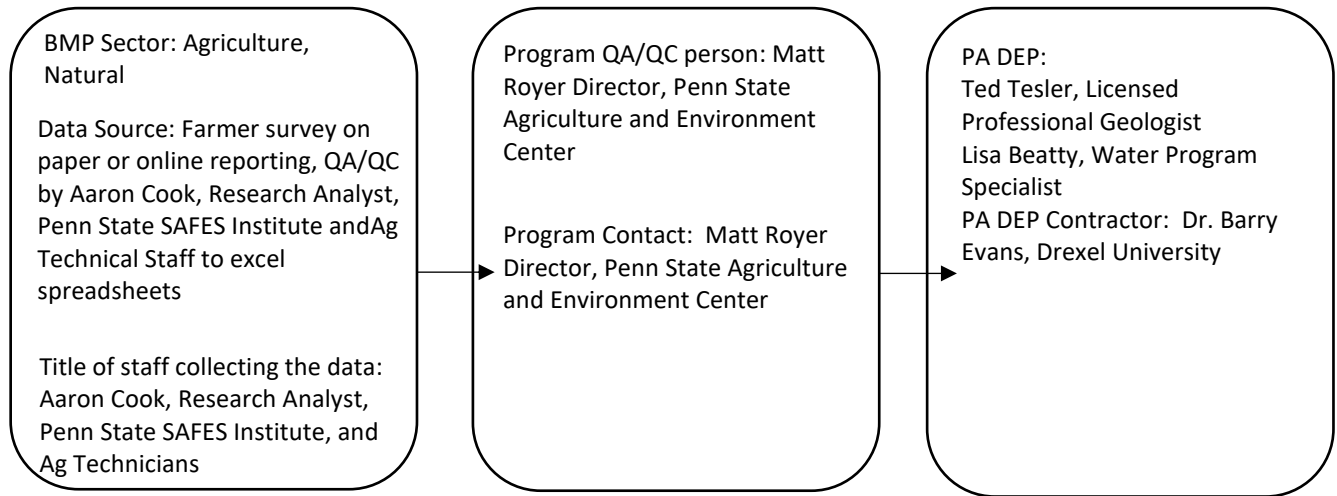 BMP Sector: Agriculture,
Natural
Data Source: Farmer survey on
paper or online reporting, QA/QC
by Aaron Cook, Research Analyst,
Penn State SAFES Institute andAg
Technical Staff to excel
spreadsheets
Title of staff collecting the data:
Aaron Cook, Research Analyst,
Penn State SAFES Institute, and
Ag Technicians
Program QA/QC person: Matt
Royer Director, Penn State
Agriculture and Environment
Center
Program Contact:  Matt Royer
Director, Penn State Agriculture
and Environment Center
PA DEP:
Ted Tesler, Licensed
Professional Geologist
Lisa Beatty, Water Program
Specialist
PA DEP Contractor:  Dr. Barry
Evans, Drexel University